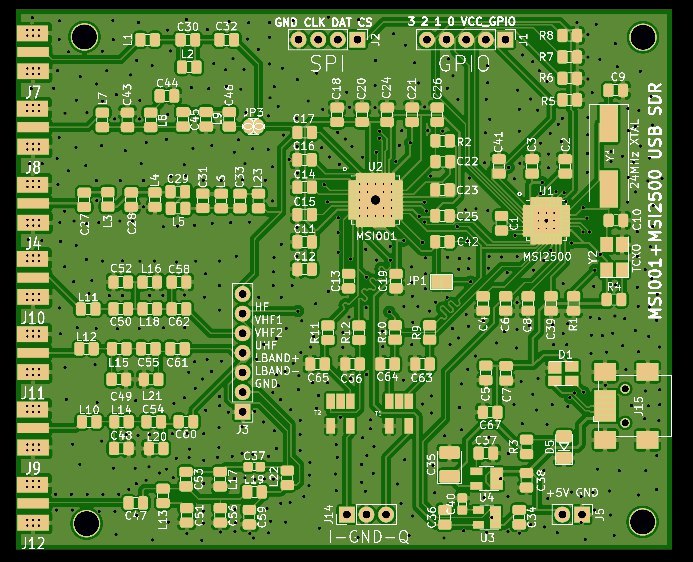 GND CLK DAT CS
J2
SPI
3 2 1 0 VCC_GPIO
J1
GPIO
R8
R7
R6
R5
L1
C30
C32
L2
J7
C44
L7
C43
L8
C45
L9
C46
JP3
C17
C16
C14
C15
C11
C12
C18
C20
C24
C21
C26
R2
C22
C23
C25
C42
U2
MSI001
C41
C3
C2
C9
Y1
24MHz XTAL
MSI001+MSI2500 USB SDR
J8
C27
L3
C28
L4
C29
L5
C31
C33
L23
U1
C1
MSI2500
C10
Y2
TCXO
R4
J4
C52
L16
C58
L11
C50
L18
C62
J10
C13
C19
JP1
C4
C6
C8
C39
R1
HF
VHF1
VHF2
UHF
LBAND+
LBAND-
GND
J3
R11
R12
R10
R9
C65
C64
C63
L12
L15
C55
C61
C49
L21
J11
L10
L14
C54
C60
C43
L20
J9
D1
C5
C7
C67
J15
C53
L17
C37
L19
L22
C47
L13
C51
C59
J12
C35
C37
R3
D5
C38
U4
C40
C36
U3
C34
+5V GND
J5
J14
I-GND-Q